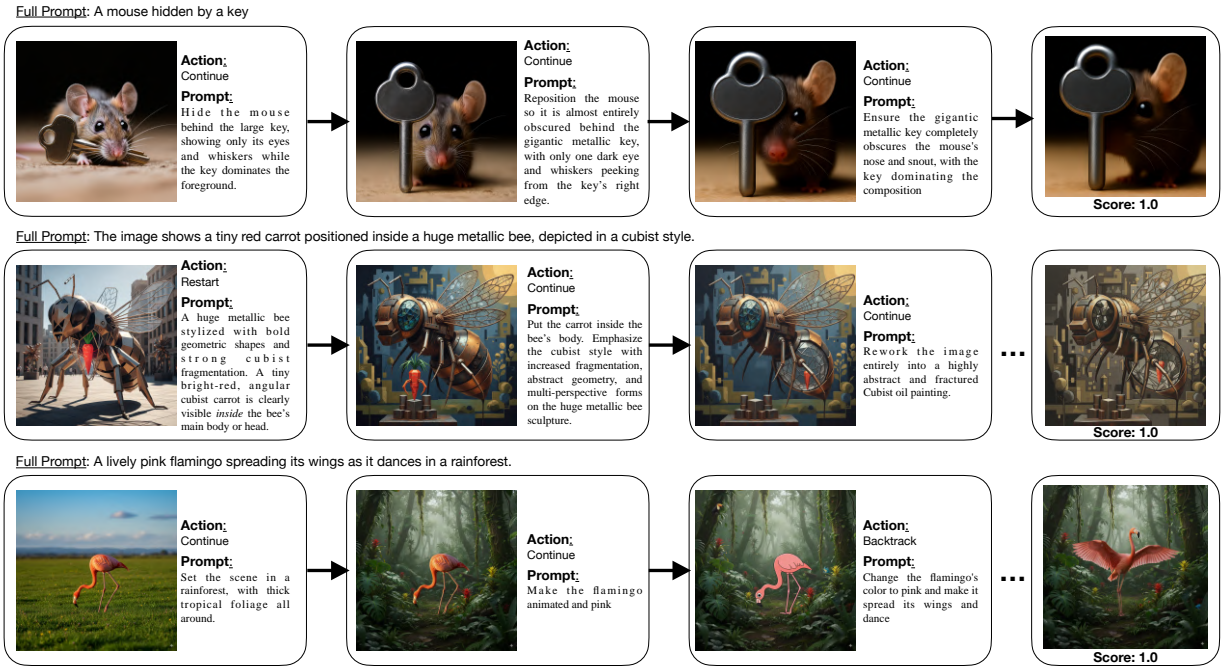 Full Prompt: A mouse hidden by a key
Action:
Continue
Prompt:
Hide the mouse
behind the large key,
showing only its eyes
and whiskers while
the key dominates the
foreground.
Action:
Continue
Prompt:
Reposition the mouse
so it is almost entirely
obscured behind the
gigantic metallic key,
with only one dark eye
and whiskers peeking
from the key's right
edge.
Action:
Continue
Prompt:
Ensure the gigantic
metallic key completely
obscures the mouse's
nose and snout, with the
key dominating the
composition
Score: 1.0
Full Prompt: The image shows a tiny red carrot positioned inside a huge metallic bee, depicted in a cubist style.
Action:
Restart
Prompt:
A huge metallic bee
stylized with bold
geometric shapes and
strong cubist
fragmentation. A tiny
bright-red, angular
cubist carrot is clearly
visible inside the bee's
main body or head.
Action:
Continue
Prompt:
Put the carrot inside the
bee's body. Emphasize
the cubist style with
increased fragmentation,
abstract geometry, and
multi-perspective forms
on the huge metallic bee
sculpture.
Action:
Continue
Prompt:
Rework the image
entirely into a highly
abstract and fractured
Cubist oil painting.
...
Score: 1.0
Full Prompt: A lively pink flamingo spreading its wings as it dances in a rainforest.
Action:
Continue
Prompt:
Set the scene in a
rainforest, with thick
tropical foliage all
around.
Action:
Continue
Prompt:
Make the flamingo
animated and pink
Action:
Backtrack
Prompt:
Change the flamingo's
color to pink and make it
spread its wings and
dance
...
Score: 1.0